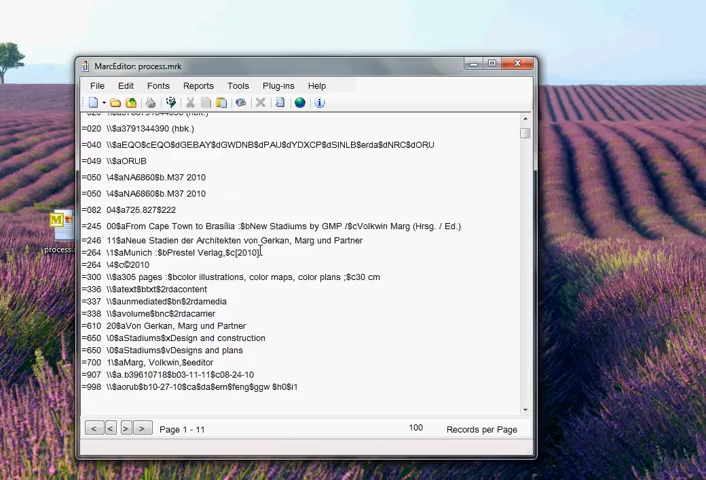 MarcEditor: process.mrk
File Edit Fonts Reports Tools Plug-ins Help
=020 \\$a3791344390 (hbk.)
=040 \\$aEQO$cEQO$dGEBAY$dGWDNB$dPAU$dYDXCP$dSINLB$erda$dNRC$dORU
=049 \\$aORUB
=050 \4$aNA6860$b.M37 2010
=050 \4$aNA6860$b.M37 2010
=082 04$a725.827$222
=245 00$aFrom Cape Town to Brasília :$bNew Stadiums by GMP /$cVolkwin Marg (Hrsg. / Ed.)
=246 11$aNeue Stadien der Architekten von Gerkan, Marg und Partner
=264 \1$aMunich :$bPrestel Verlag,$c[2010]
=264 \4$c©2010
=300 \\$a305 pages :$bcolor illustrations, color maps, color plans ;$c30 cm
=336 \\$atext$btxt$2rdacontent
=337 \\$aunmediated$bn$2rdamedia
=338 \\$avolume$bnc$2rdacarrier
=610 20$aVon Gerkan, Marg und Partner
=650 \0$aStadiums$xDesign and construction
=650 \0$aStadiums$vDesigns and plans
=700 1\$aMarg, Volkwin,$eeditor
=907 \\$a.b39610718$b03-11-11$c08-24-10
=998 \\$aorub$b10-27-10$ca$da$em$feng$ggw $h0$i1
< < > > Page 1 - 11 100 Records per Page